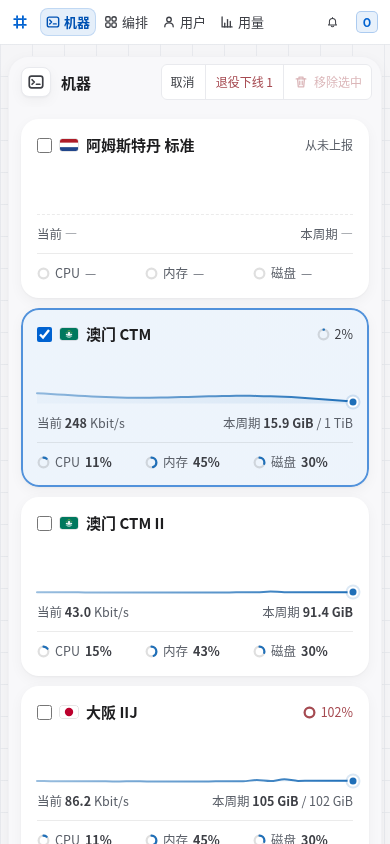 机器 编排 用户 用量 O
机器 取消 退役下线 1 移除选中
阿姆斯特丹 标准 从未上报
当前 — 本周期 —
CPU — 内存 — 磁盘 —
澳门 CTM 2%
当前 248 Kbit/s 本周期 15.9 GiB / 1 TiB
CPU 11% 内存 45% 磁盘 30%
澳门 CTM II
当前 43.0 Kbit/s 本周期 91.4 GiB
CPU 15% 内存 43% 磁盘 30%
大阪 IIJ 102%
当前 86.2 Kbit/s 本周期 105 GiB / 102 GiB
CPU 11% 内存 45% 磁盘 30%